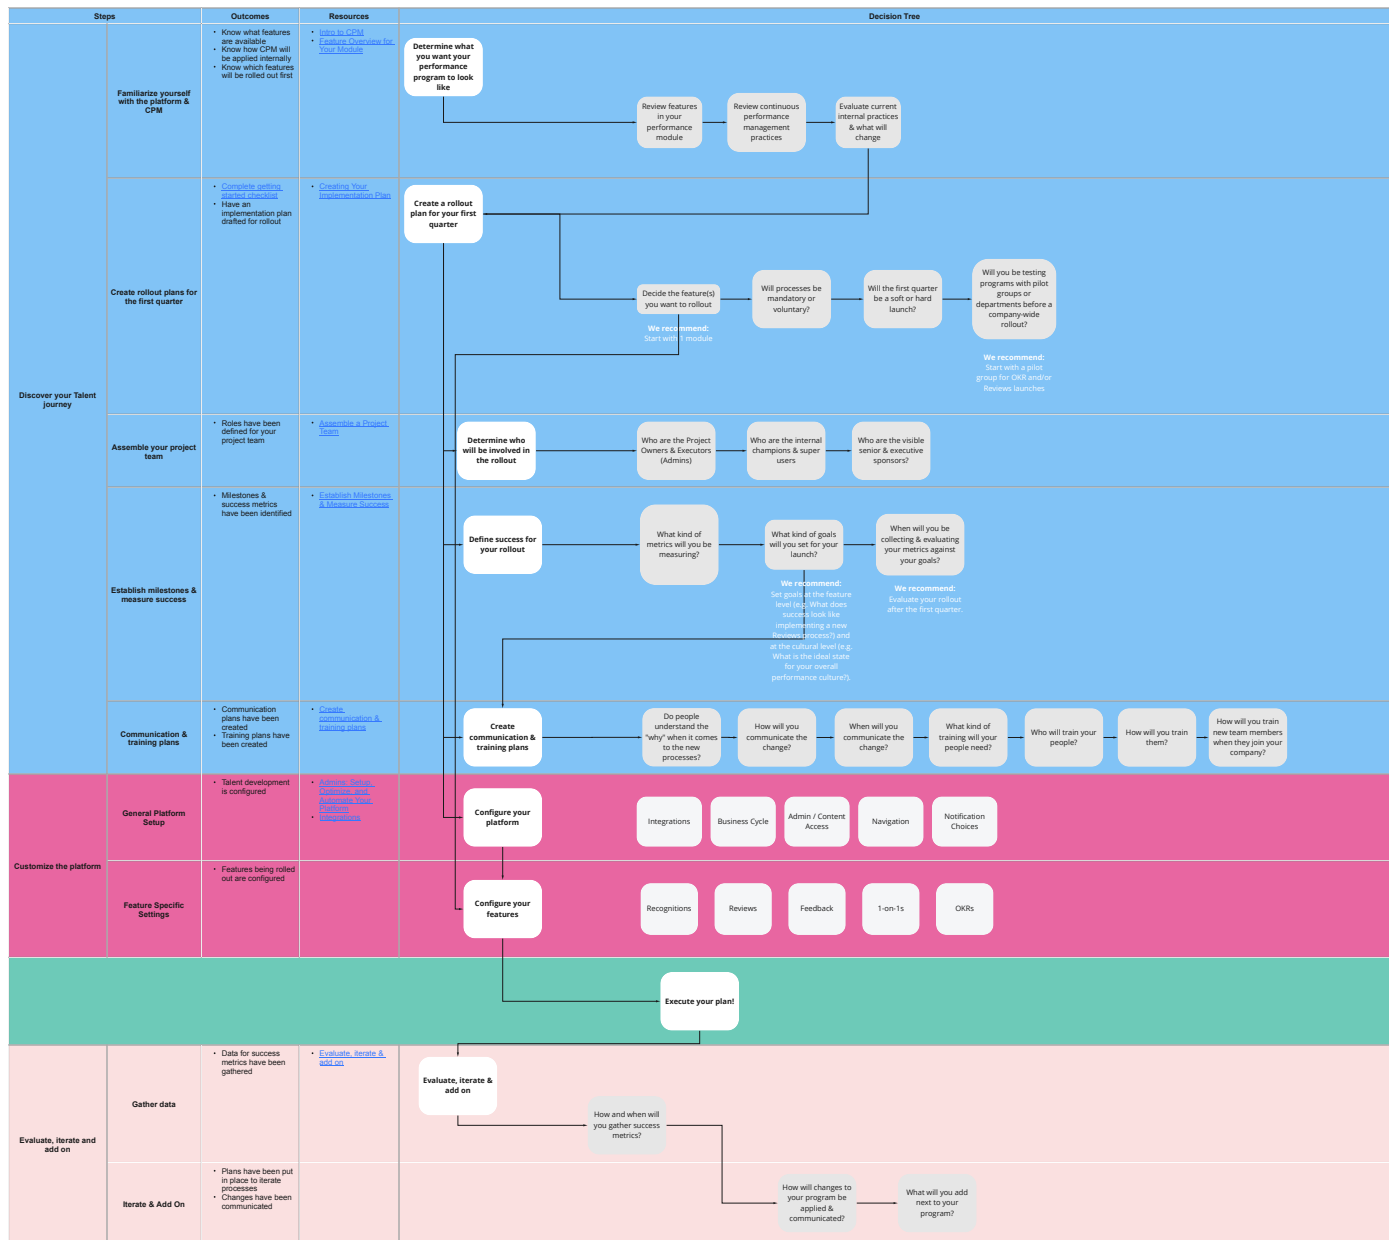 Steps
Outcomes
Resources
Decision Tree
Discover your Talent
journey
Familiarize yourself
with the platform &
CPM
• Know what features
are available
• Know how CPM will
be applied internally
• Know which features
will be rolled out first
• Intro to CPM
• Feature Overview for
Your Module
Determine what
you want your
performance
program to look
like
Review features
in your
performance
module
Review continuous
performance
management
practices
Evaluate current
internal practices
& what will
change
Create rollout plans for
the first quarter
• Complete getting
started checklist
• Have an
implementation plan
drafted for rollout
• Creating Your
Implementation Plan
Create a rollout
plan for your first
quarter
Decide the feature(s)
you want to rollout
We recommend:
Start with 1 module
Will processes be
mandatory or
voluntary?
Will the first quarter
be a soft or hard
launch?
Will you be testing
programs with pilot
groups or
departments before a
company-wide
rollout?
We recommend:
Start with a pilot
group for OKR and/or
Reviews launches
Assemble your project
team
• Roles have been
defined for your
project team
• Assemble a Project
Team
Determine who
will be involved in
the rollout
Who are the Project
Owners & Executors
(Admins)
Who are the internal
champions & super
users
Who are the visible
senior & executive
sponsors?
Establish milestones &
measure success
• Milestones &
success metrics
have been identified
• Establish Milestones
& Measure Success
Define success for
your rollout
What kind of
metrics will you be
measuring?
What kind of goals
will you set for your
launch?
We recommend:
Set goals at the feature
level (e.g. What does
success look like
implementing a new
Reviews process?) and
at the cultural level (e.g.
What is the ideal state
for your overall
performance culture?).
When will you be
collecting & evaluating
your metrics against
your goals?
We recommend:
Evaluate your rollout
after the first quarter.
Communication &
training plans
• Communication
plans have been
created
• Training plans have
been created
• Create
communication &
training plans
Create
communication &
training plans
Do people
understand the
"why" when it comes
to the new
processes?
How will you
communicate the
change?
When will you
communicate the
change?
What kind of
training will your
people need?
Who will train your
people?
How will you train
them?
How will you train
new team members
when they join your
company?
Customize the platform
General Platform
Setup
• Talent development
is configured
• Admins: Setup,
Optimize, and
Automate Your
Platform
• Integrations
Configure your
platform
Integrations
Business Cycle
Admin / Content
Access
Navigation
Notification
Choices
Feature Specific
Settings
• Features being rolled
out are configured
Configure your
features
Recognitions
Reviews
Feedback
1-on-1s
OKRs
Execute your plan!
Evaluate, iterate and
add on
Gather data
• Data for success
metrics have been
gathered
• Evaluate, iterate &
add on
Evaluate, iterate &
add on
How and when will
you gather success
metrics?
Iterate & Add On
• Plans have been put
in place to iterate
processes
• Changes have been
communicated
How will changes to
your program be
applied &
communicated?
What will you add
next to your
program?